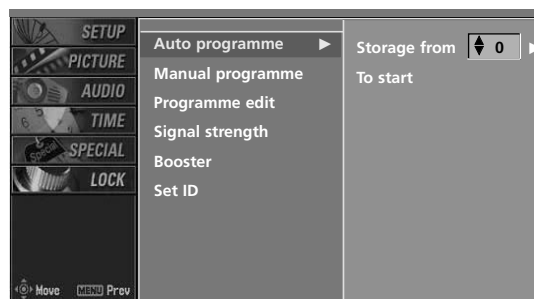 SETUP
PICTURE
AUDIO
TIME
SPECIAL
LOCK
Move MENU Prev
Auto programme ►
Manual programme
Programme edit
Signal strength
Booster
Set ID
Storage from 0 ►
To start